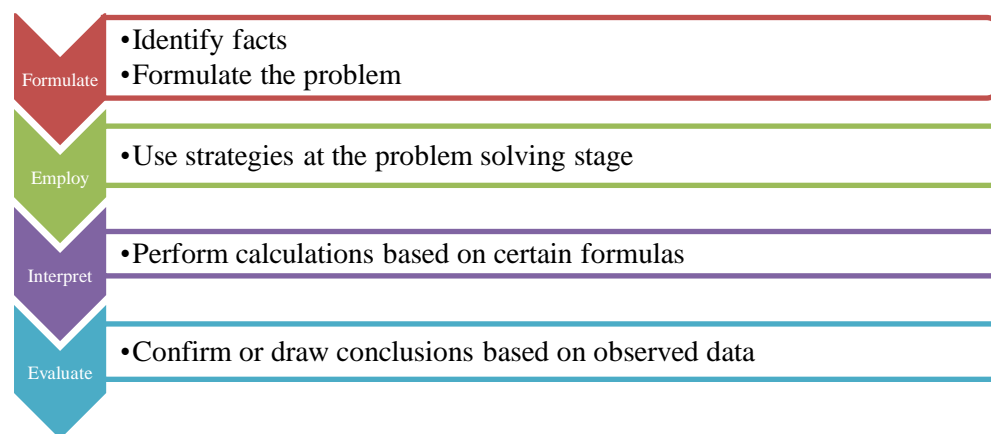 Formulate
•Identify facts
•Formulate the problem
Employ
•Use strategies at the problem solving stage
Interpret
•Perform calculations based on certain formulas
Evaluate
•Confirm or draw conclusions based on observed data